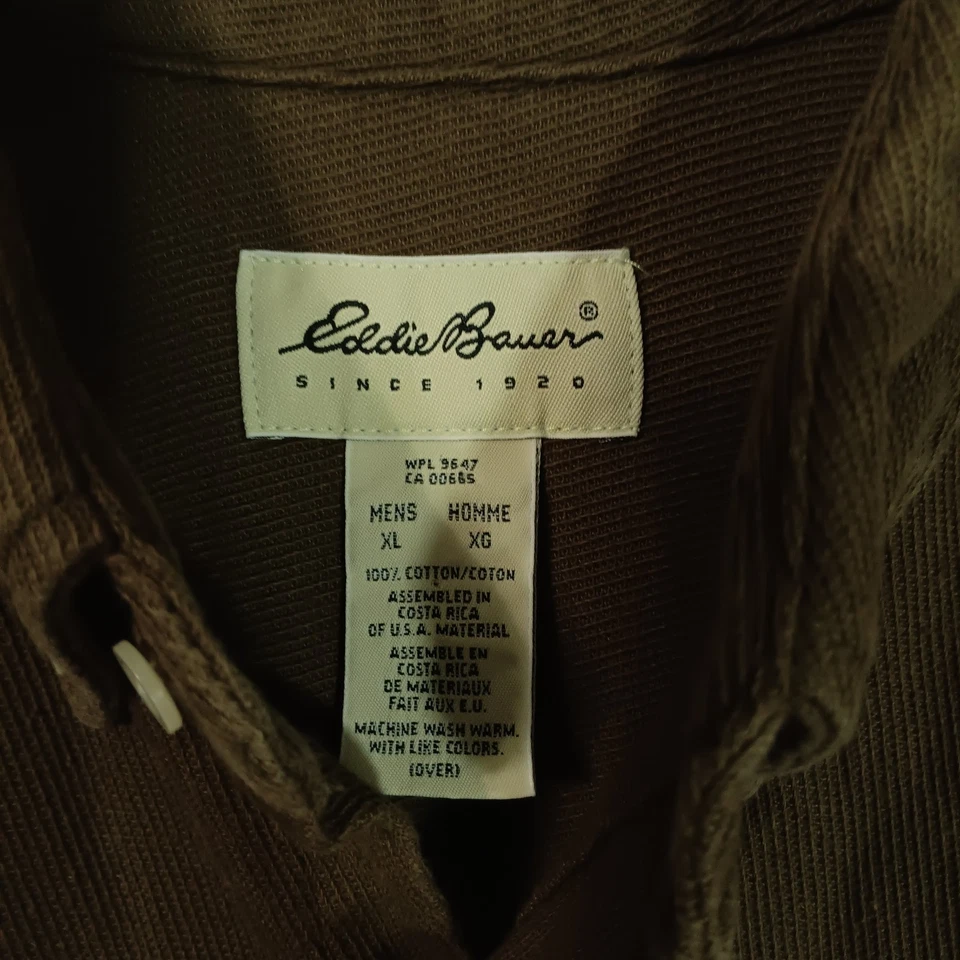 Eddie Bauer®
SINCE 1920
WPL 9647
CA 00665
MENS HOMME
XL XG
100% COTTON/COTON
ASSEMBLED IN
COSTA RICA
OF U.S.A. MATERIAL
ASSEMBLE EN
COSTA RICA
DE MATERIAUX
FAIT AUX E.U.
MACHINE WASH WARM.
WITH LIKE COLORS.
(OVER)